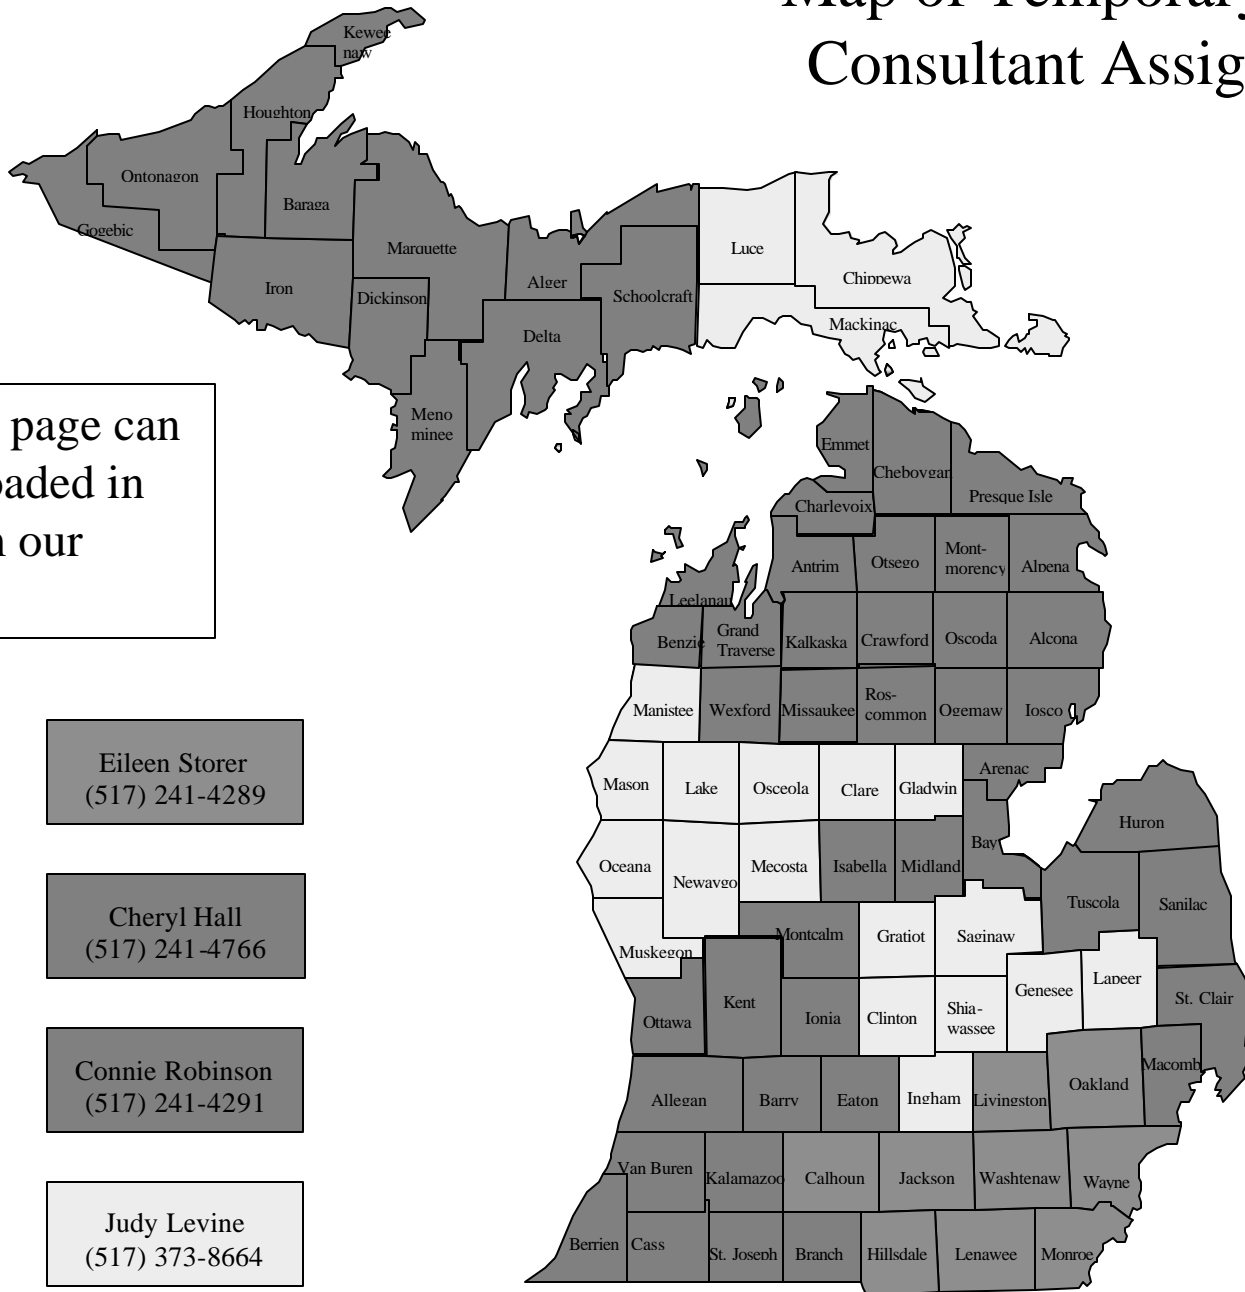 Map of Temporary
Consultant Assig
Kewee
naw
Houghton
Ontonagon
Baraga
Gogebic
Marquette
Luce
Chippewa
Iron
Dickinson
Alger
Schoolcraft
Mackinac
Delta
Meno
minee
page can
oaded in
our
Emmet
Cheboygan
Presque Isle
Charlevoix
Antrim
Otsego
Mont-
morency
Alpena
Leelanau
Benzie
Grand
Traverse
Kalkaska
Crawford
Oscoda
Alcona
Manistee
Wexford
Missaukee
Ros-
common
Ogemaw
Iosco
Eileen Storer
(517) 241-4289
Mason
Lake
Osceola
Clare
Gladwin
Arenac
Huron
Oceana
Newaygo
Mecosta
Isabella
Midland
Bay
Tuscola
Sanilac
Cheryl Hall
(517) 241-4766
Muskegon
Montcalm
Gratiot
Saginaw
Genesee
Lapeer
St. Clair
Ottawa
Kent
Ionia
Clinton
Shia-
wassee
Connie Robinson
(517) 241-4291
Allegan
Barry
Eaton
Ingham
Livingston
Oakland
Macomb
Van Buren
Kalamazoo
Calhoun
Jackson
Washtenaw
Wayne
Judy Levine
(517) 373-8664
Berrien
Cass
St. Joseph
Branch
Hillsdale
Lenawee
Monroe